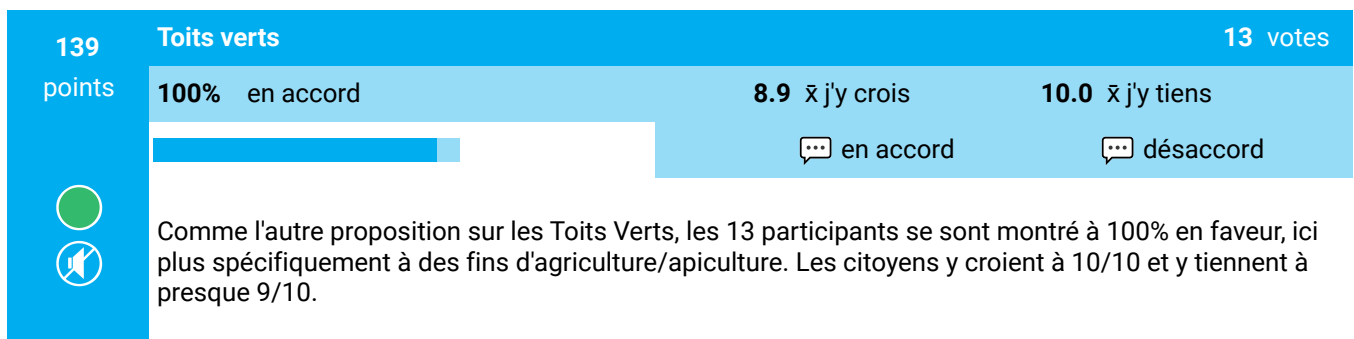 139
points
Toits verts
13 votes
100% en accord
8.9 x̄ j'y crois
10.0 x̄ j'y tiens
en accord
désaccord
Comme l'autre proposition sur les Toits Verts, les 13 participants se sont montré à 100% en faveur, ici
plus spécifiquement à des fins d'agriculture/apiculture. Les citoyens y croient à 10/10 et y tiennent à
presque 9/10.